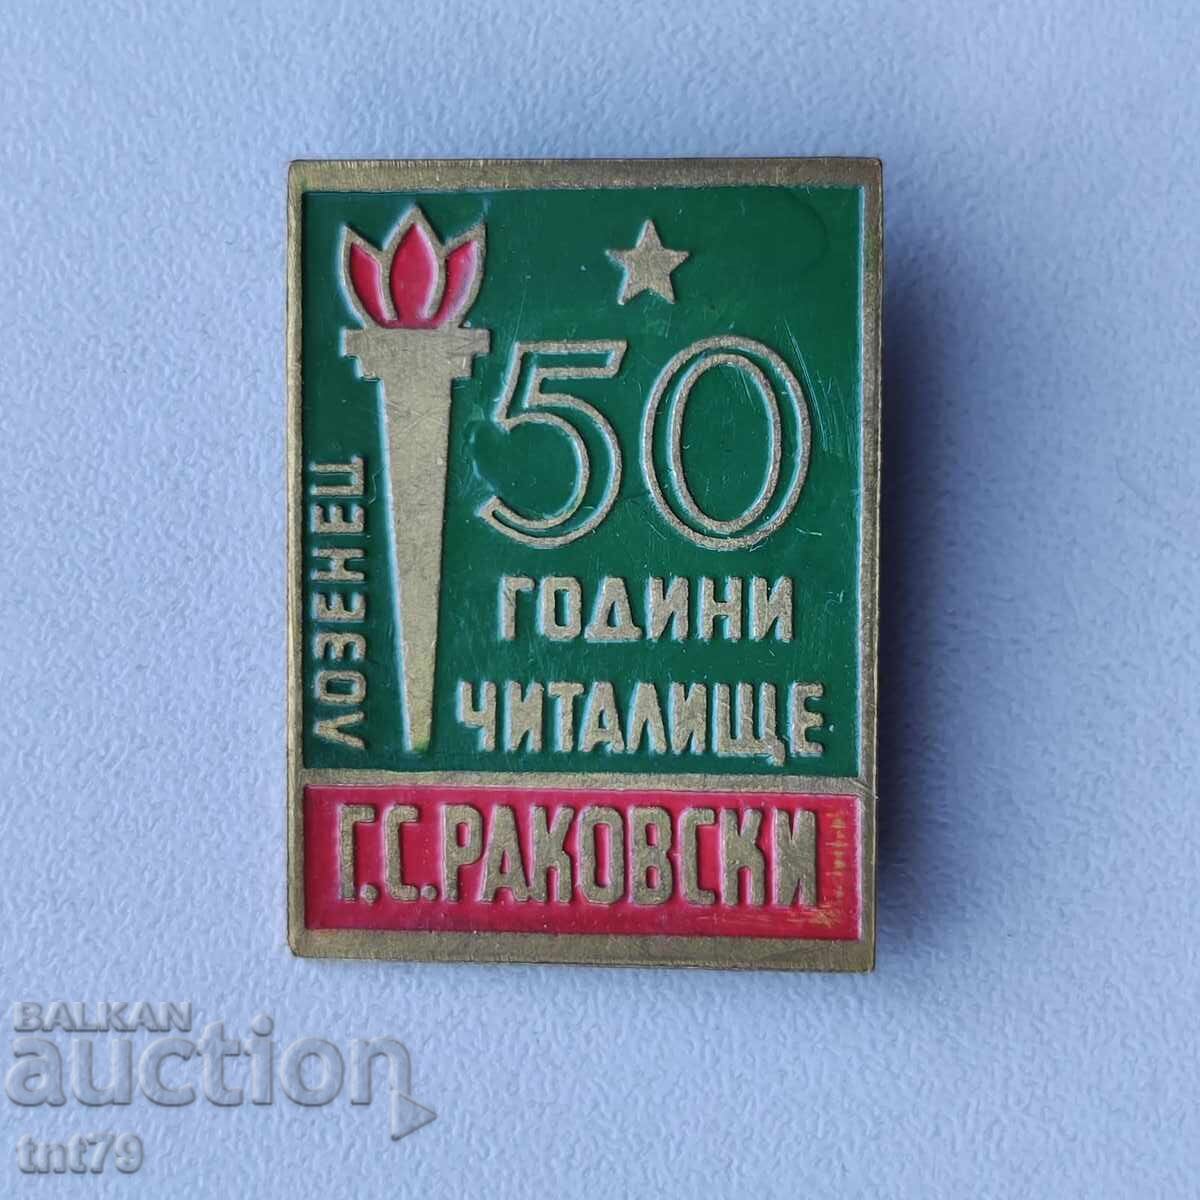 ЛОЗЕНЕЦ
50
ГОДИНИ
ЧИТАЛИЩЕ
Г.С.РАКОВСКИ
BALKAN
auction
tnt79